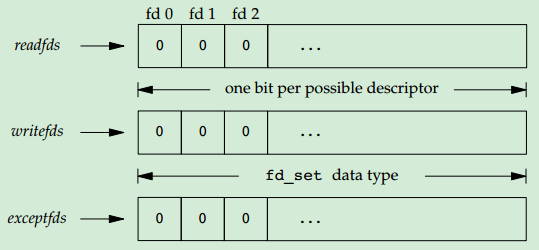 fd 0 fd 1 fd 2
readfds 0 0 0 ...
one bit per possible descriptor
writefds 0 0 0 ...
fd_set data type
exceptfds 0 0 0 ...